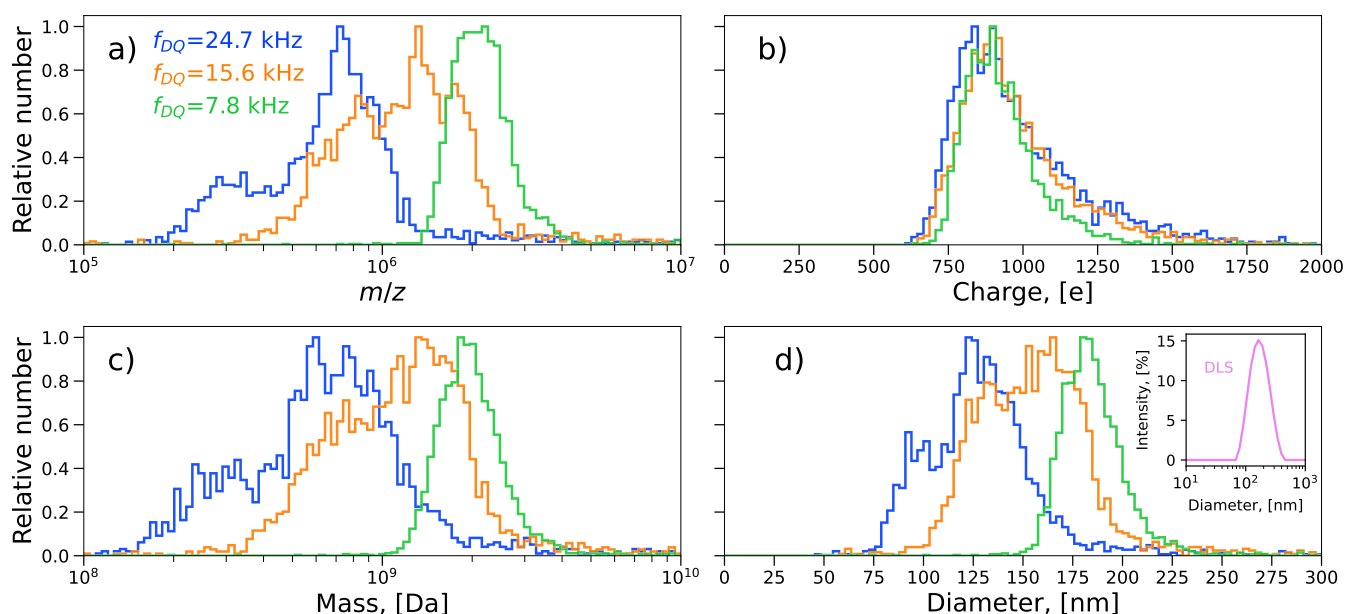 a)
f_DQ=24.7 kHz
f_DQ=15.6 kHz
f_DQ=7.8 kHz
Relative number
1.0
0.8
0.6
0.4
0.2
0.0
10^5
10^6
10^7
m/z
b)
0
250
500
750
1000
1250
1500
1750
2000
Charge, [e]
c)
Relative number
1.0
0.8
0.6
0.4
0.2
0.0
10^8
10^9
10^10
Mass, [Da]
d)
0
25
50
75
100
125
150
175
200
225
250
275
300
Diameter, [nm]
DLS
Intensity, [%]
15
10
5
0
10^1
10^2
10^3
Diameter, [nm]